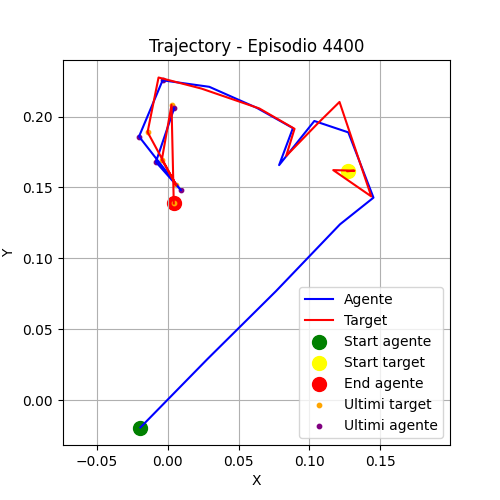 Trajectory - Episodio 4400
Y
0.20
0.15
0.10
0.05
0.00
−0.05
0.00
0.05
0.10
0.15
X
Agente
Target
Start agente
Start target
End agente
Ultimi target
Ultimi agente